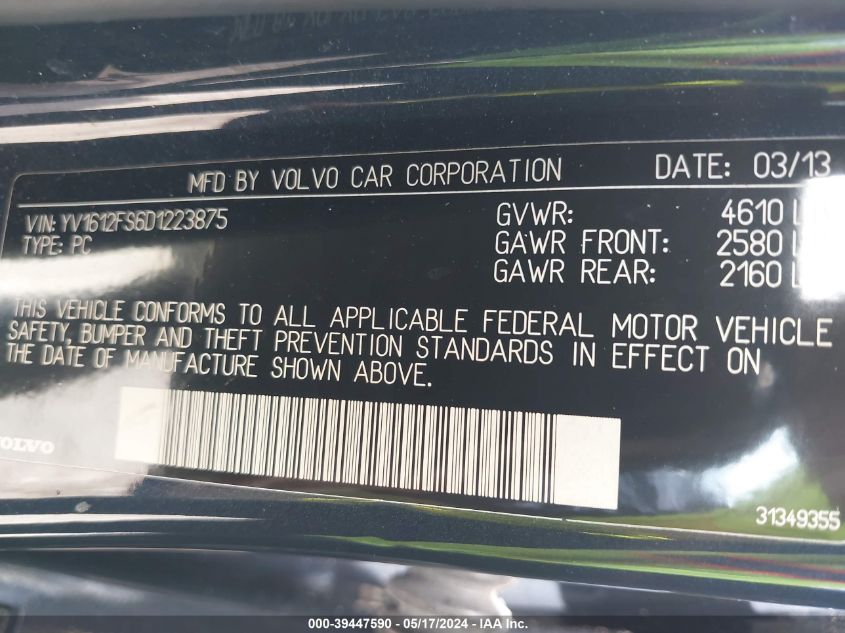 MFD BY VOLVO CAR CORPORATION DATE: 03/13
VIN: YV1612FS6D1223875
TYPE: PC
GVWR: 4610
GAWR FRONT: 2580
GAWR REAR: 2160
THIS VEHICLE CONFORMS TO ALL APPLICABLE FEDERAL MOTOR VEHICLE
SAFETY, BUMPER AND THEFT PREVENTION STANDARDS IN EFFECT ON
THE DATE OF MANUFACTURE SHOWN ABOVE.
VOLVO
31349355
000-39447590 - 05/17/2024 - IAA Inc.